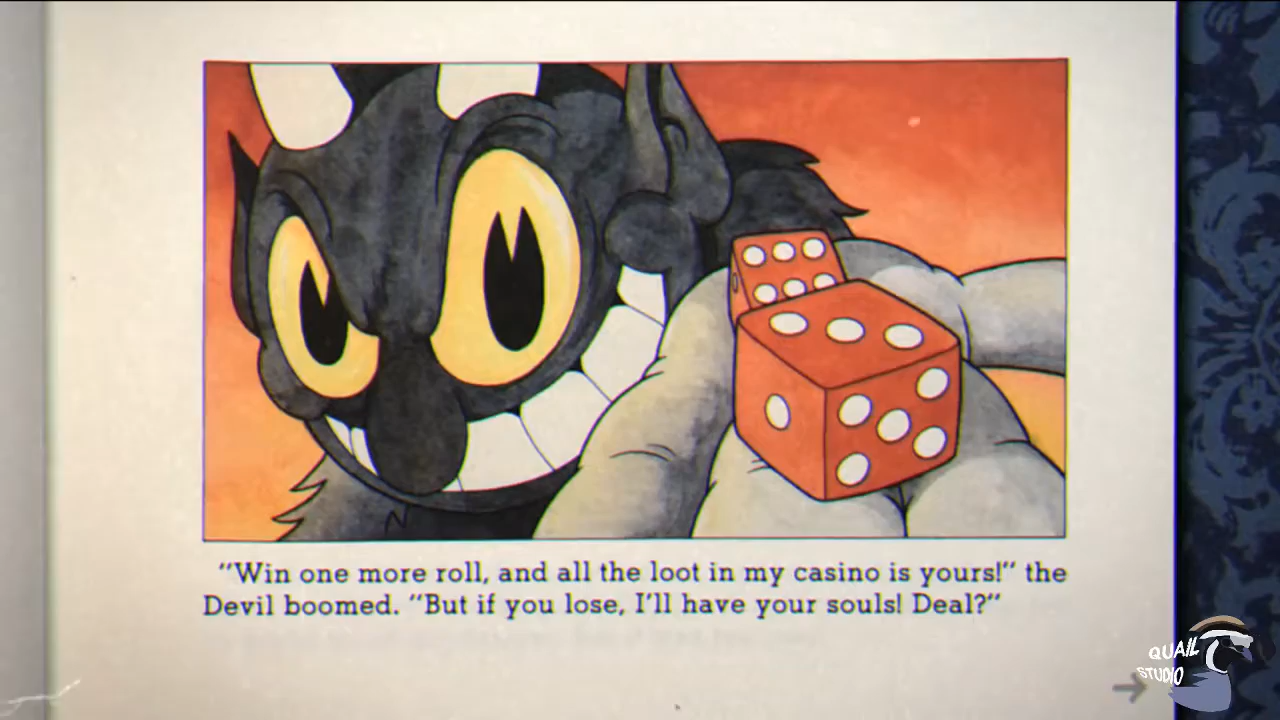 “Win one more roll, and all the loot in my casino is yours!” the
Devil boomed. “But if you lose, I’ll have your souls! Deal?”
QUAIL
STUDIO